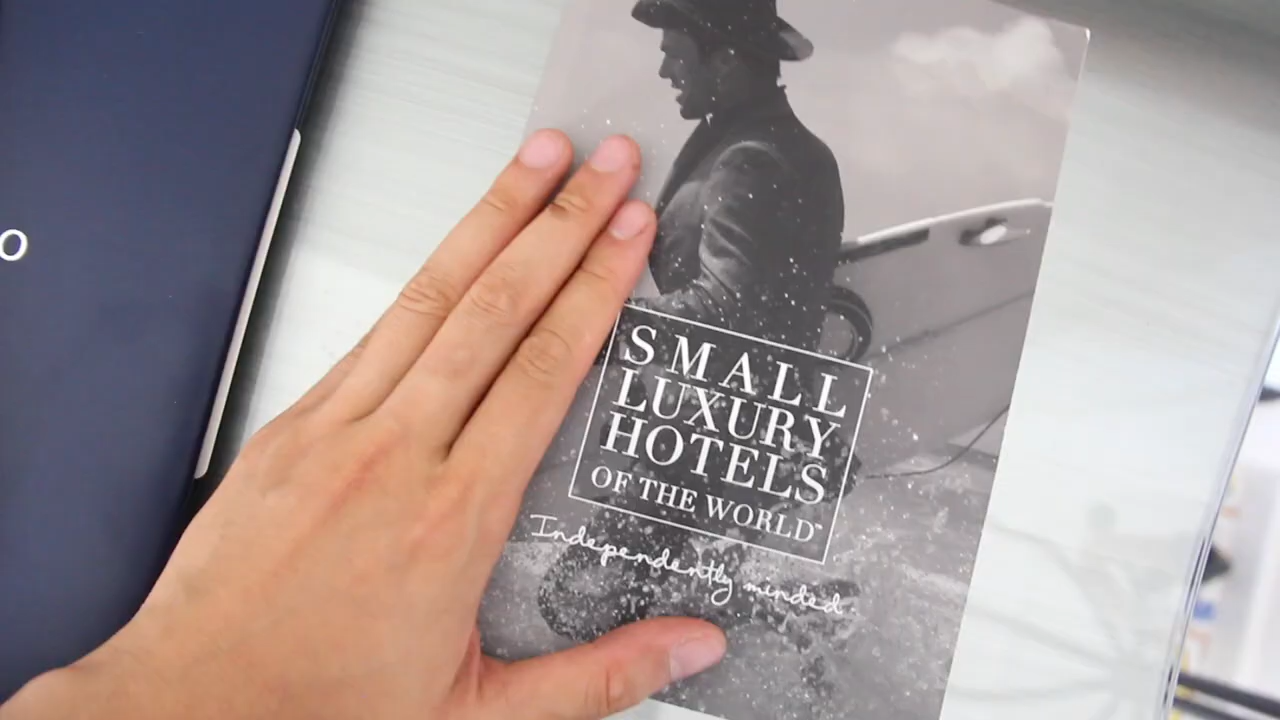 O
SMALL
LUXURY
HOTELS
OF THE WORLD™
Independently minded